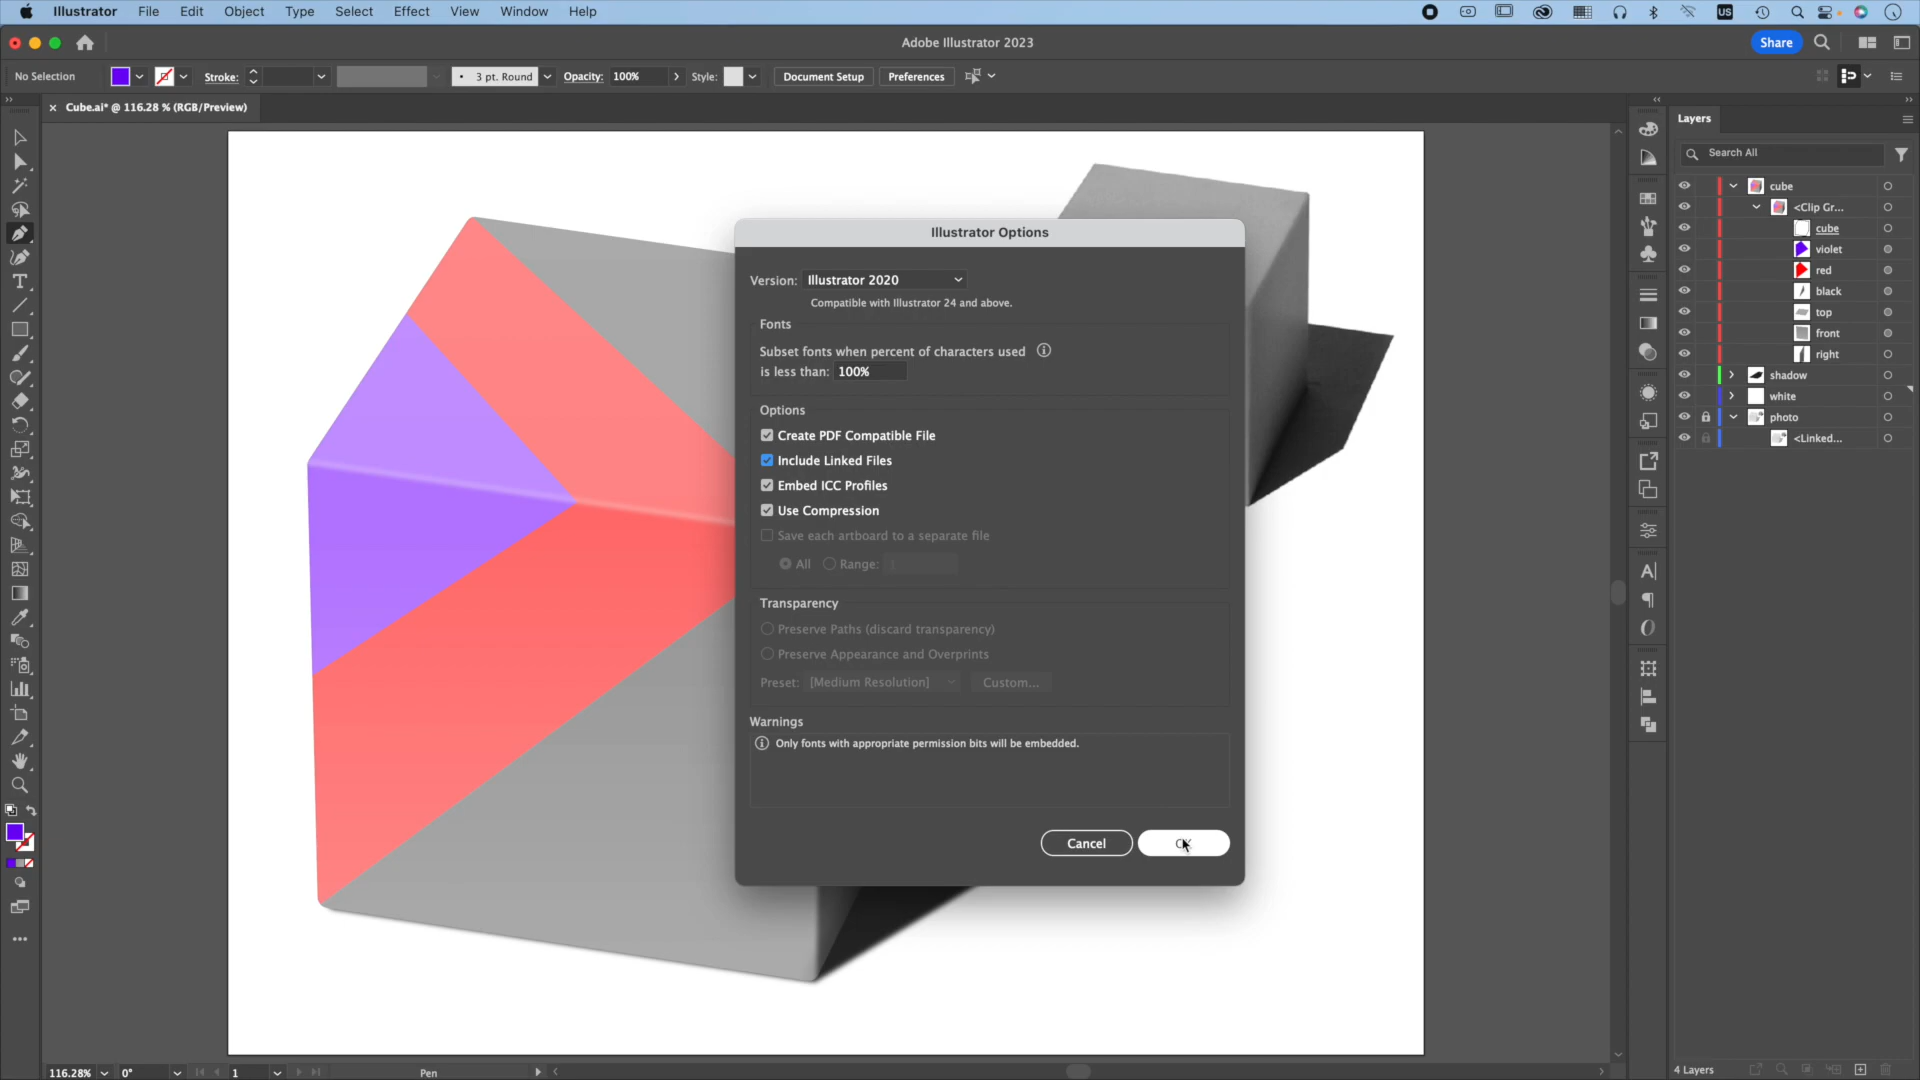 Illustrator File Edit Object Type Select Effect View Window Help US
Adobe Illustrator 2023
Share
No Selection Stroke: 3 pt. Round Opacity: 100% Style: Document Setup Preferences
Cube.ai* @ 116.28 % (RGB/Preview)
Layers
Search All
cube
<Clip Gr...
cube
violet
red
black
top
front
right
shadow
white
photo
<Linked...
Illustrator Options
Version: Illustrator 2020
Compatible with Illustrator 24 and above.
Fonts
Subset fonts when percent of characters used
is less than: 100%
Options
Create PDF Compatible File
Include Linked Files
Embed ICC Profiles
Use Compression
Save each artboard to a separate file
All Range: 1
Transparency
Preserve Paths (discard transparency)
Preserve Appearance and Overprints
Preset: [Medium Resolution] Custom...
Warnings
Only fonts with appropriate permission bits will be embedded.
Cancel OK
116.28% 0° 1 Pen
4 Layers